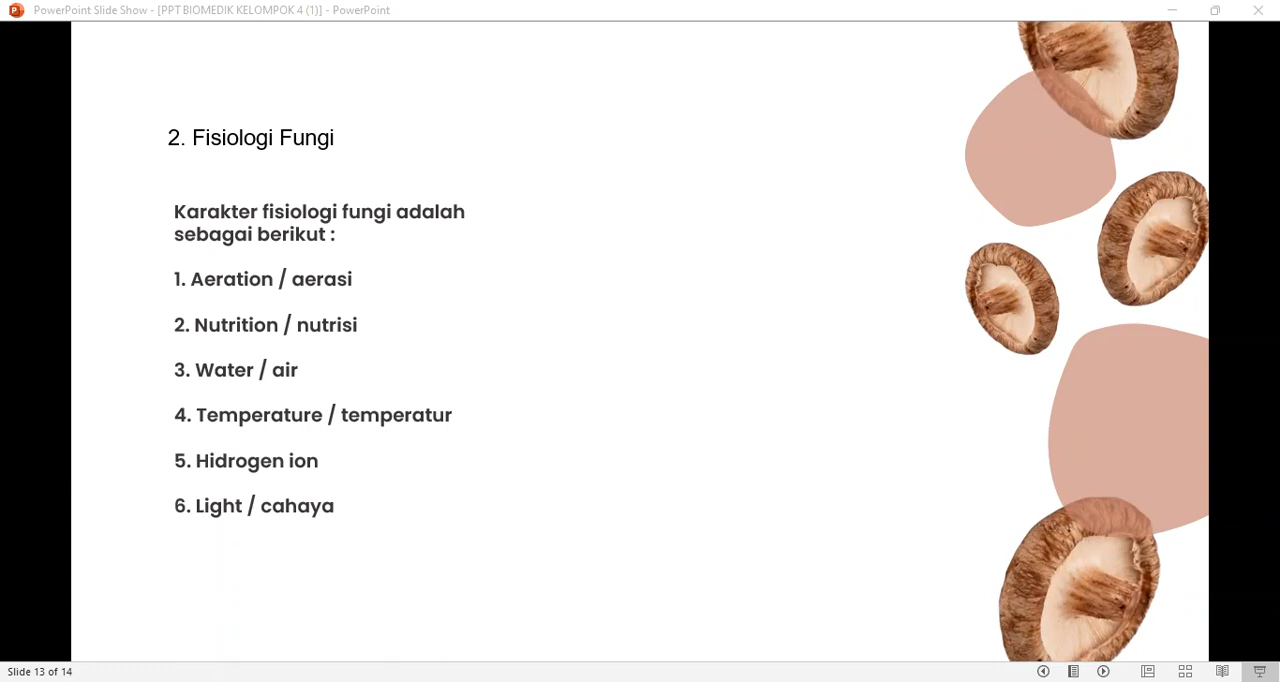 PowerPoint Slide Show - [PPT BIOMEDIK KELOMPOK 4 (1)] - PowerPoint
2. Fisiologi Fungi
Karakter fisiologi fungi adalah
sebagai berikut :
1. Aeration / aerasi
2. Nutrition / nutrisi
3. Water / air
4. Temperature / temperatur
5. Hidrogen ion
6. Light / cahaya
Slide 13 of 14